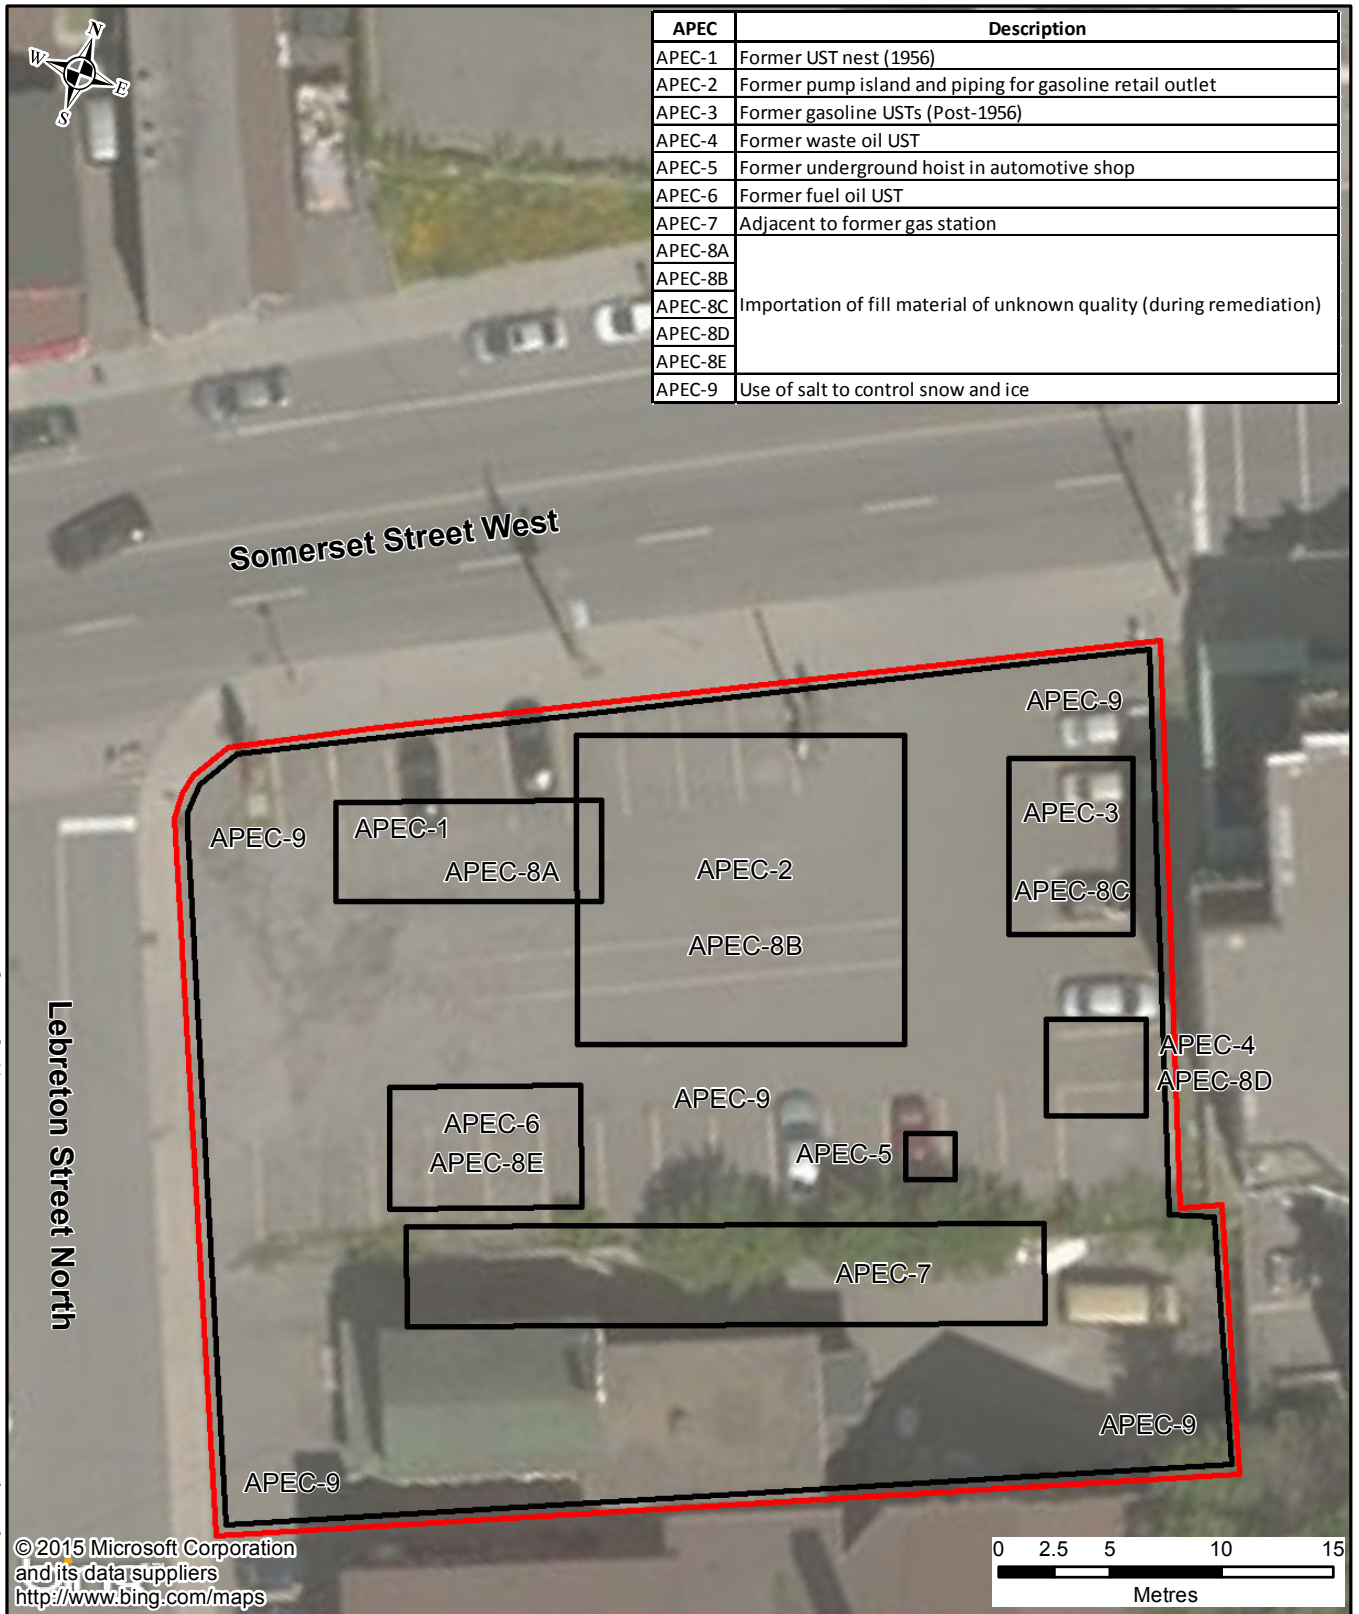 N
W
E
S
APEC Description
APEC-1 Former UST nest (1956)
APEC-2 Former pump island and piping for gasoline retail outlet
APEC-3 Former gasoline USTs (Post-1956)
APEC-4 Former waste oil UST
APEC-5 Former underground hoist in automotive shop
APEC-6 Former fuel oil UST
APEC-7 Adjacent to former gas station
APEC-8A
APEC-8B
APEC-8C Importation of fill material of unknown quality (during remediation)
APEC-8D
APEC-8E
APEC-9 Use of salt to control snow and ice
Somerset Street West
APEC-9
APEC-3
APEC-9
APEC-1
APEC-8A
APEC-2
APEC-8C
APEC-8B
Lebreton Street North
APEC-4
APEC-8D
APEC-9
APEC-6
APEC-5
APEC-8E
APEC-7
APEC-9
APEC-9
© 2015 Microsoft Corporation
and its data suppliers
http://www.bing.com/maps
0 2.5 5 10 15
Metres